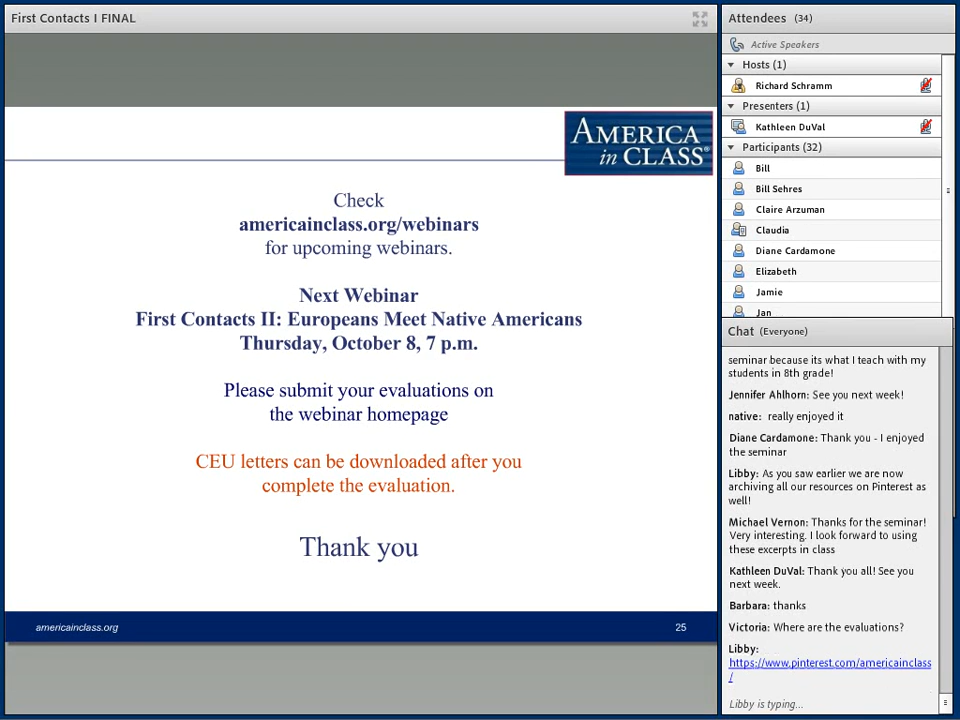 First Contacts I FINAL
AMERICA
in CLASS®
Check
americainclass.org/webinars
for upcoming webinars.
Next Webinar
First Contacts II: Europeans Meet Native Americans
Thursday, October 8, 7 p.m.
Please submit your evaluations on
the webinar homepage
CEU letters can be downloaded after you
complete the evaluation.
Thank you
americainclass.org
25
Attendees (34)
Active Speakers
Hosts (1)
Richard Schramm
Presenters (1)
Kathleen DuVal
Participants (32)
Bill
Bill Sehres
Claire Arzuman
Claudia
Diane Cardamone
Elizabeth
Jamie
Jan
Chat (Everyone)
seminar because its what I teach with my
students in 8th grade!
Jennifer Ahlhorn: See you next week!
native: really enjoyed it
Diane Cardamone: Thank you - I enjoyed
the seminar
Libby: As you saw earlier we are now
archiving all our resources on Pinterest as
well!
Michael Vernon: Thanks for the seminar!
Very interesting. I look forward to using
these excerpts in class
Kathleen DuVal: Thank you all! See you
next week.
Barbara: thanks
Victoria: Where are the evaluations?
Libby:
https://www.pinterest.com/americainclass
/
Libby is typing...